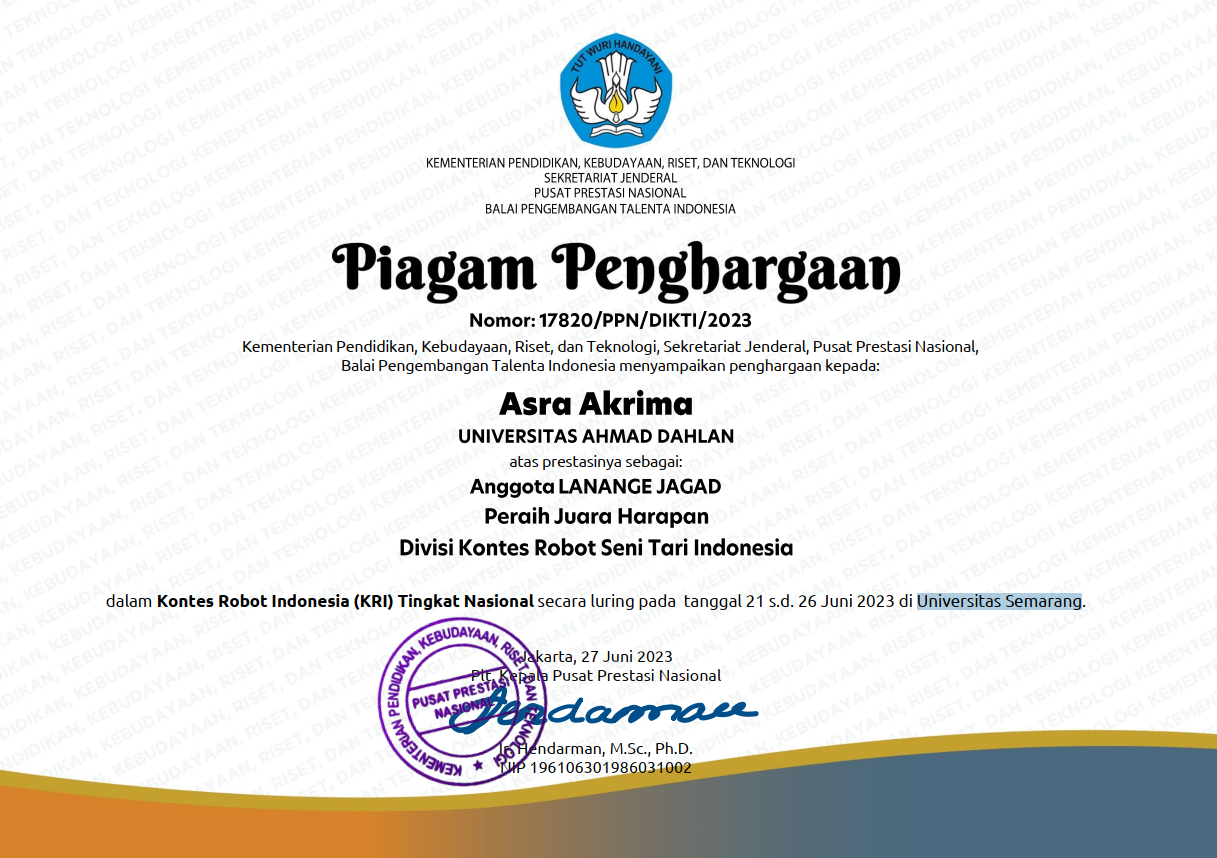 TUT WURI HANDAYANI
KEMENTERIAN PENDIDIKAN, KEBUDAYAAN, RISET, DAN TEKNOLOGI
SEKRETARIAT JENDERAL
PUSAT PRESTASI NASIONAL
BALAI PENGEMBANGAN TALENTA INDONESIA
Piagam Penghargaan
Nomor: 17820/PPN/DIKTI/2023
Kementerian Pendidikan, Kebudayaan, Riset, dan Teknologi, Sekretariat Jenderal, Pusat Prestasi Nasional,
Balai Pengembangan Talenta Indonesia menyampaikan penghargaan kepada:
Asra Akrima
UNIVERSITAS AHMAD DAHLAN
atas prestasinya sebagai:
Anggota LANANGE JAGAD
Peraih Juara Harapan
Divisi Kontes Robot Seni Tari Indonesia
dalam Kontes Robot Indonesia (KRI) Tingkat Nasional secara luring pada tanggal 21 s.d. 26 Juni 2023 di Universitas Semarang.
Jakarta, 27 Juni 2023
Plt. Kepala Pusat Prestasi Nasional
KEMENTERIAN PENDIDIKAN, KEBUDAYAAN, RISET, DAN TEKNOLOGI
PUSAT PRESTASI
NASIONAL
Hendarman
Ir. Hendarman, M.Sc., Ph.D.
NIP 196106301986031002